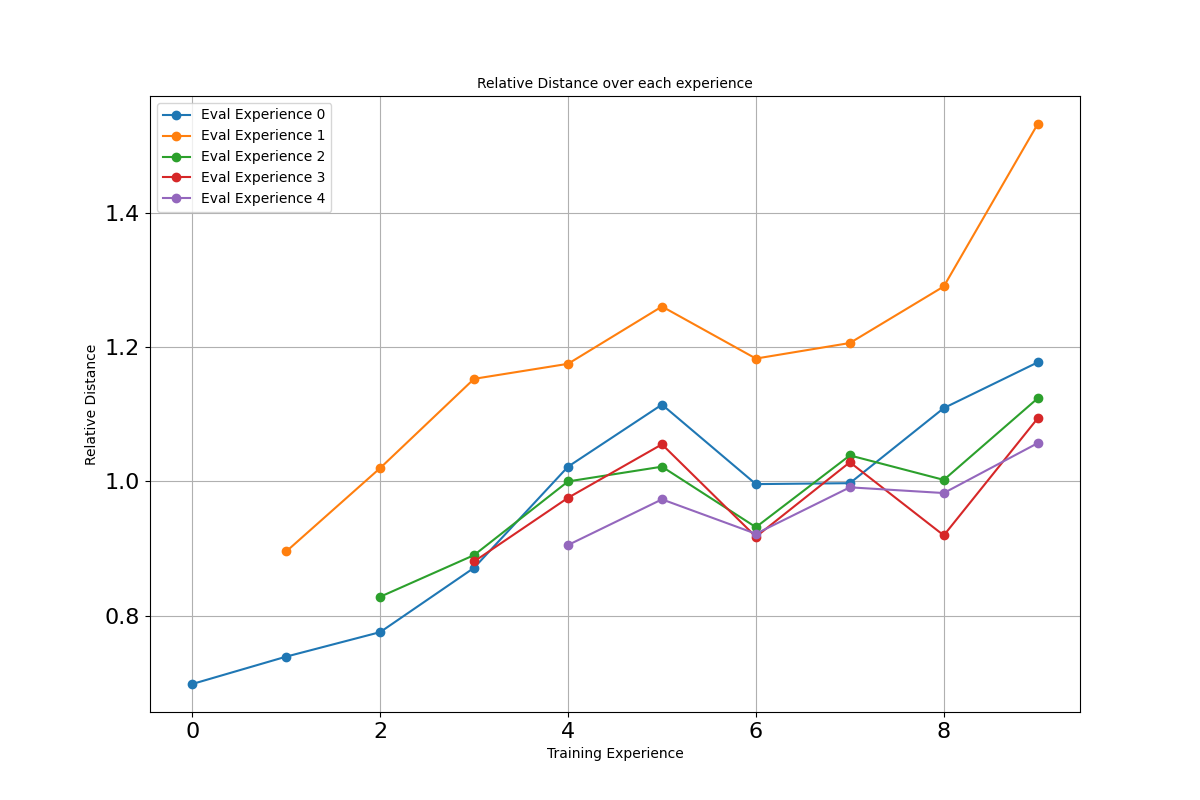 Relative Distance over each experience
Eval Experience 0
Eval Experience 1
Eval Experience 2
Eval Experience 3
Eval Experience 4
1.4
1.2
1.0
0.8
Relative Distance
0 2 4 6 8
Training Experience